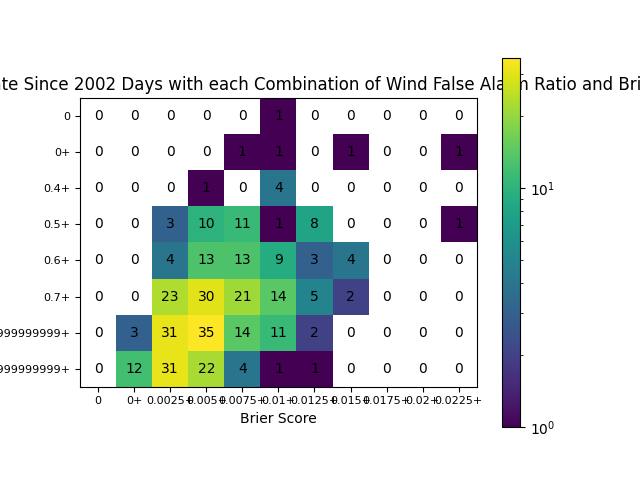 Since 2002 Days with each Combination of Wind False Alarm Ratio and
0 0 0 0 0 0 1 0 0 0 0 0
0+ 0 0 0 0 1 1 0 1 0 0 1
0.4+ 0 0 0 1 0 4 0 0 0 0 0
0.5+ 0 0 3 10 11 1 8 0 0 0 1
0.6+ 0 0 4 13 13 9 3 4 0 0 0
0.7+ 0 0 23 30 21 14 5 2 0 0 0
999999999+ 0 3 31 35 14 11 2 0 0 0 0
999999999+ 0 12 31 22 4 1 1 0 0 0 0
0 0+ 0.0025+ 0.005+ 0.0075+ 0.01+ 0.0125+ 0.015+ 0.0175+ 0.02+ 0.0225+
Brier Score
10^1
10^0